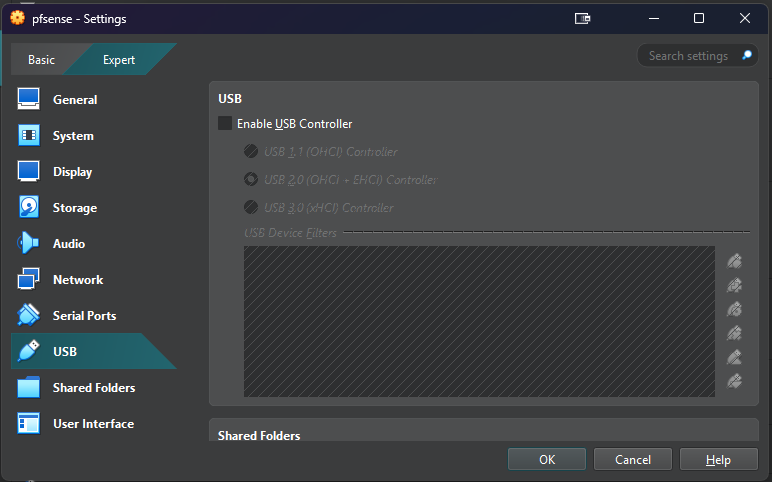 pfsense - Settings
Basic
Expert
Search settings
General
System
Display
Storage
Audio
Network
Serial Ports
USB
Shared Folders
User Interface
USB
Enable USB Controller
USB 1.1 (OHCI) Controller
USB 2.0 (OHCI + EHCI) Controller
USB 3.0 (xHCI) Controller
USB Device Filters
Shared Folders
OK
Cancel
Help